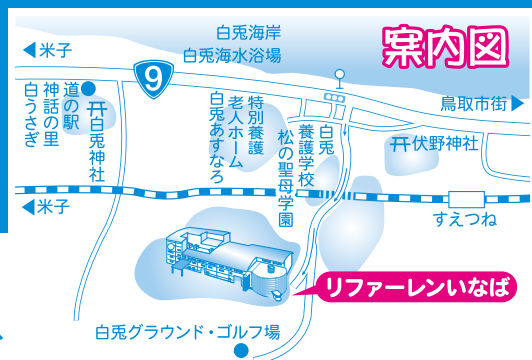 案内図
白兎海岸
白兎海水浴場
米子
9
鳥取市街
道の駅
神話の里
白うさぎ
白兎神社
特別養護
老人ホーム
白兎あすなろ
白兎
養護学校
松の聖母学園
伏野神社
米子
すえつね
リファーレンいなば
白兎グラウンド・ゴルフ場